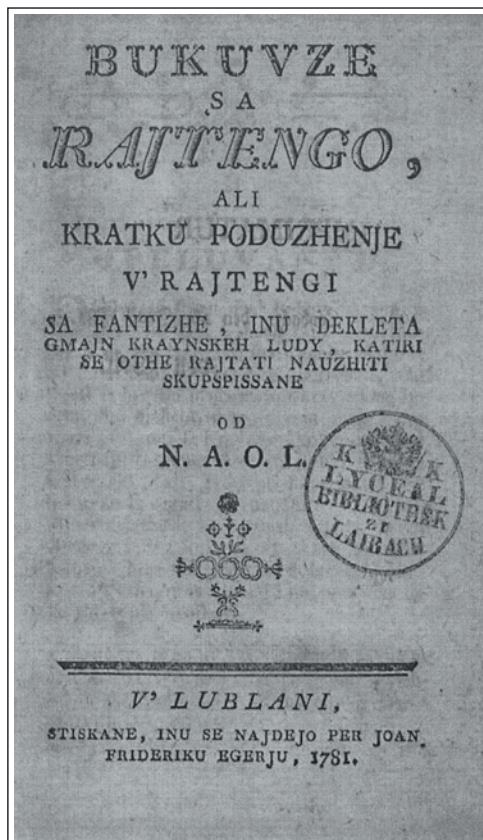 BUKUVZE
SA
RAJTENGO,
ALI
KRATKU PODUZHENJE
V' RAJTENGI
SA FANTIZHE, INU DEKLETA
GMAJN KRAYNSKEH LUDY, KATIRI
SE OTHE RAJTATI NAUZHITI
SKUPSPISSANE
OD
N. A. O. L.
K K
LYCEAL
BIBLIOTHEK
ZU
LAIBACH
V' LUBLANI,
STISKANE, INU SE NAJDEJO PER JOAN.
FRIDERIKU EGERJU, 1781.